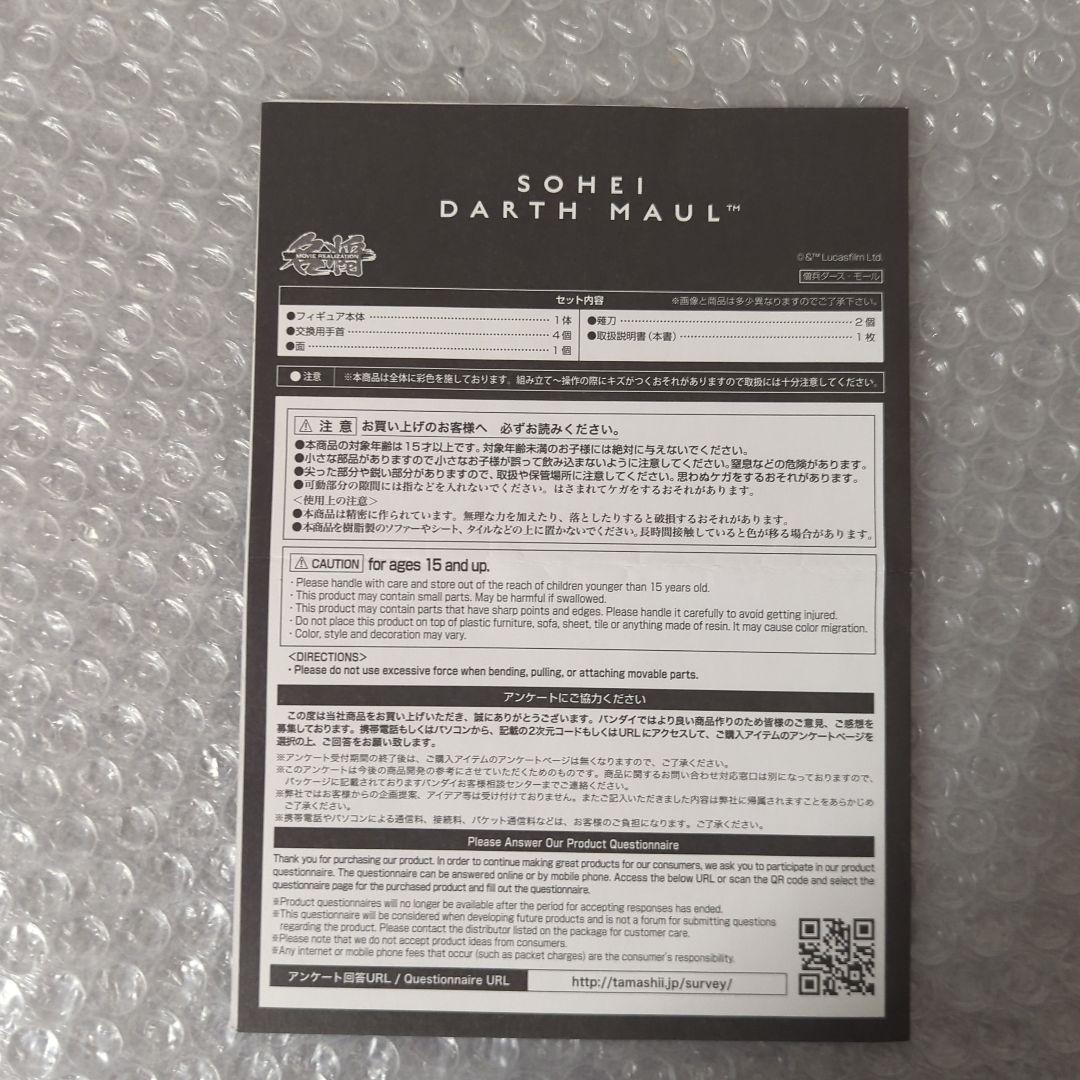 SOHEI
DARTH MAUL™
名将
MOVIE REALIZATION
©&™ Lucasfilm Ltd.
僧兵ダース・モール
セット内容 ※画像と商品は多少異なりますのでご了承下さい。
●フィギュア本体 1体
●交換用手首 4個
●面 1個
●薙刀 2個
●取扱説明書(本書) 1枚
●注意 ※本商品は全体に彩色を施しております。組み立て～操作の際にキズがつくおそれがありますので取扱には十分注意してください。
⚠ 注 意 お買い上げのお客様へ 必ずお読みください。
●本商品の対象年齢は15才以上です。対象年齢未満のお子様には絶対に与えないでください。
●小さな部品がありますので小さなお子様が誤って飲み込まないように注意してください。窒息などの危険があります。
●尖った部分や鋭い部分がありますので、取扱や保管場所に注意してください。思わぬケガをするおそれがあります。
●可動部分の隙間には指などを入れないでください。はさまれてケガをするおそれがあります。
<使用上の注意>
●本商品は精密に作られています。無理な力を加えたり、落としたりすると破損するおそれがあります。
●本商品を樹脂製のソファーやシート、タイルなどの上に置かないでください。長時間接触していると色が移る場合があります。
⚠ CAUTION for ages 15 and up.
・Please handle with care and store out of the reach of children younger than 15 years old.
・This product may contain small parts. May be harmful if swallowed.
・This product may contain parts that have sharp points and edges. Please handle it carefully to avoid getting injured.
・Do not place this product on top of plastic furniture, sofa, sheet, tile or anything made of resin. It may cause color migration.
・Color, style and decoration may vary.
<DIRECTIONS>
・Please do not use excessive force when bending, pulling, or attaching movable parts.
アンケートにご協力ください
この度は当社商品をお買い上げいただき、誠にありがとうございます。バンダイではより良い商品作りのため皆様のご意見、ご感想を
募集しております。携帯電話もしくはパソコンから、記載の2次元コードもしくはURLにアクセスして、ご購入アイテムのアンケートページを
選択の上、ご回答をお願い致します。
※アンケート受付期間の終了後は、ご購入アイテムのアンケートページは無くなりますので、ご了承ください。
※このアンケートは今後の商品開発の参考にさせていただくためのものです。商品に関するお問い合わせ対応窓口は別になっておりますので、
パッケージに記載されておりますバンダイお客様相談センターまでご連絡ください。
※弊社ではお客様からの企画提案、アイデア等は受け付けておりません。またご記入いただきました内容は弊社に帰属されますことをあらかじめ
ご了承ください。
※携帯電話やパソコンによる通信料、接続料、パケット通信料などは、お客様のご負担になります。ご了承ください。
Please Answer Our Product Questionnaire
Thank you for purchasing our product. In order to continue making great products for our consumers, we ask you to participate in our product
questionnaire. The questionnaire can be answered online or by mobile phone. Access the below URL or scan the QR code and select the
questionnaire page for the purchased product and fill out the questionnaire.
※Product questionnaires will no longer be available after the period for accepting responses has ended.
※This questionnaire will be considered when developing future products and is not a forum for submitting questions
regarding the product. Please contact the distributor listed on the package for customer care.
※Please note that we do not accept product ideas from consumers.
※Any internet or mobile phone fees that occur (such as packet charges) are the consumer's responsibility.
アンケート回答URL / Questionnaire URL http://tamashii.jp/survey/